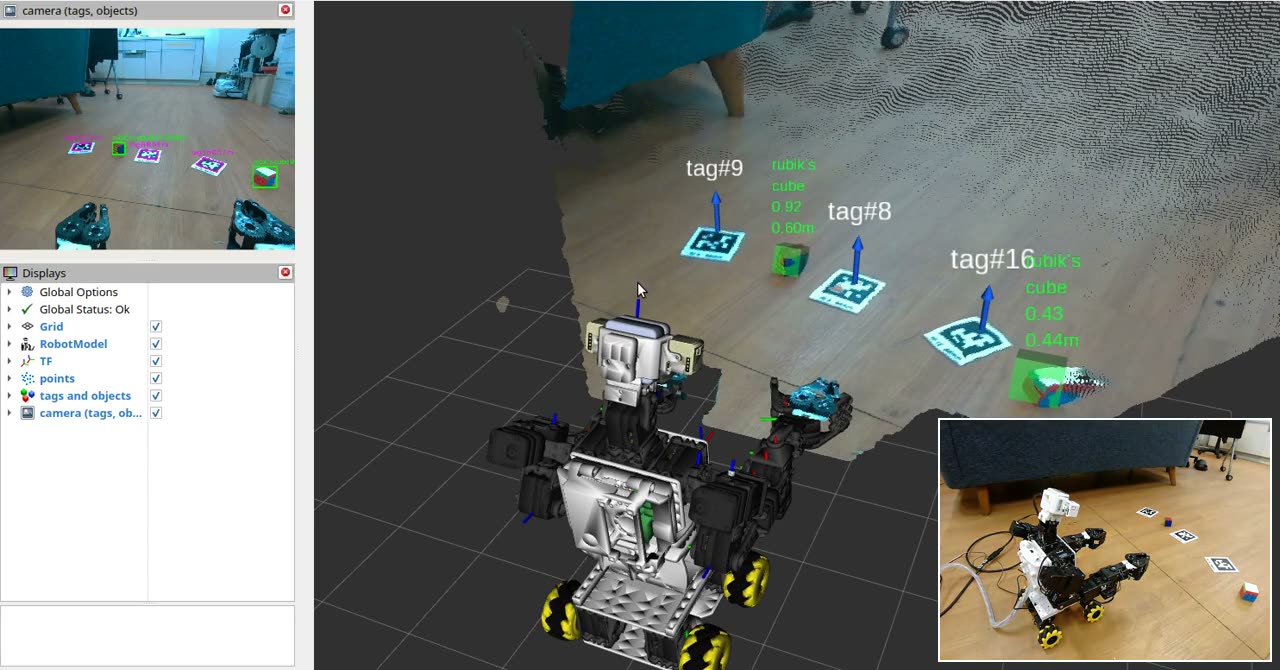 camera (tags, objects)
Displays
Global Options
Global Status: Ok
Grid
RobotModel
TF
points
tags and objects
camera (tags, ob...
tag#9
rubik's
cube
0.92
0.60m
tag#8
tag#16
rubik's
cube
0.43
0.44m